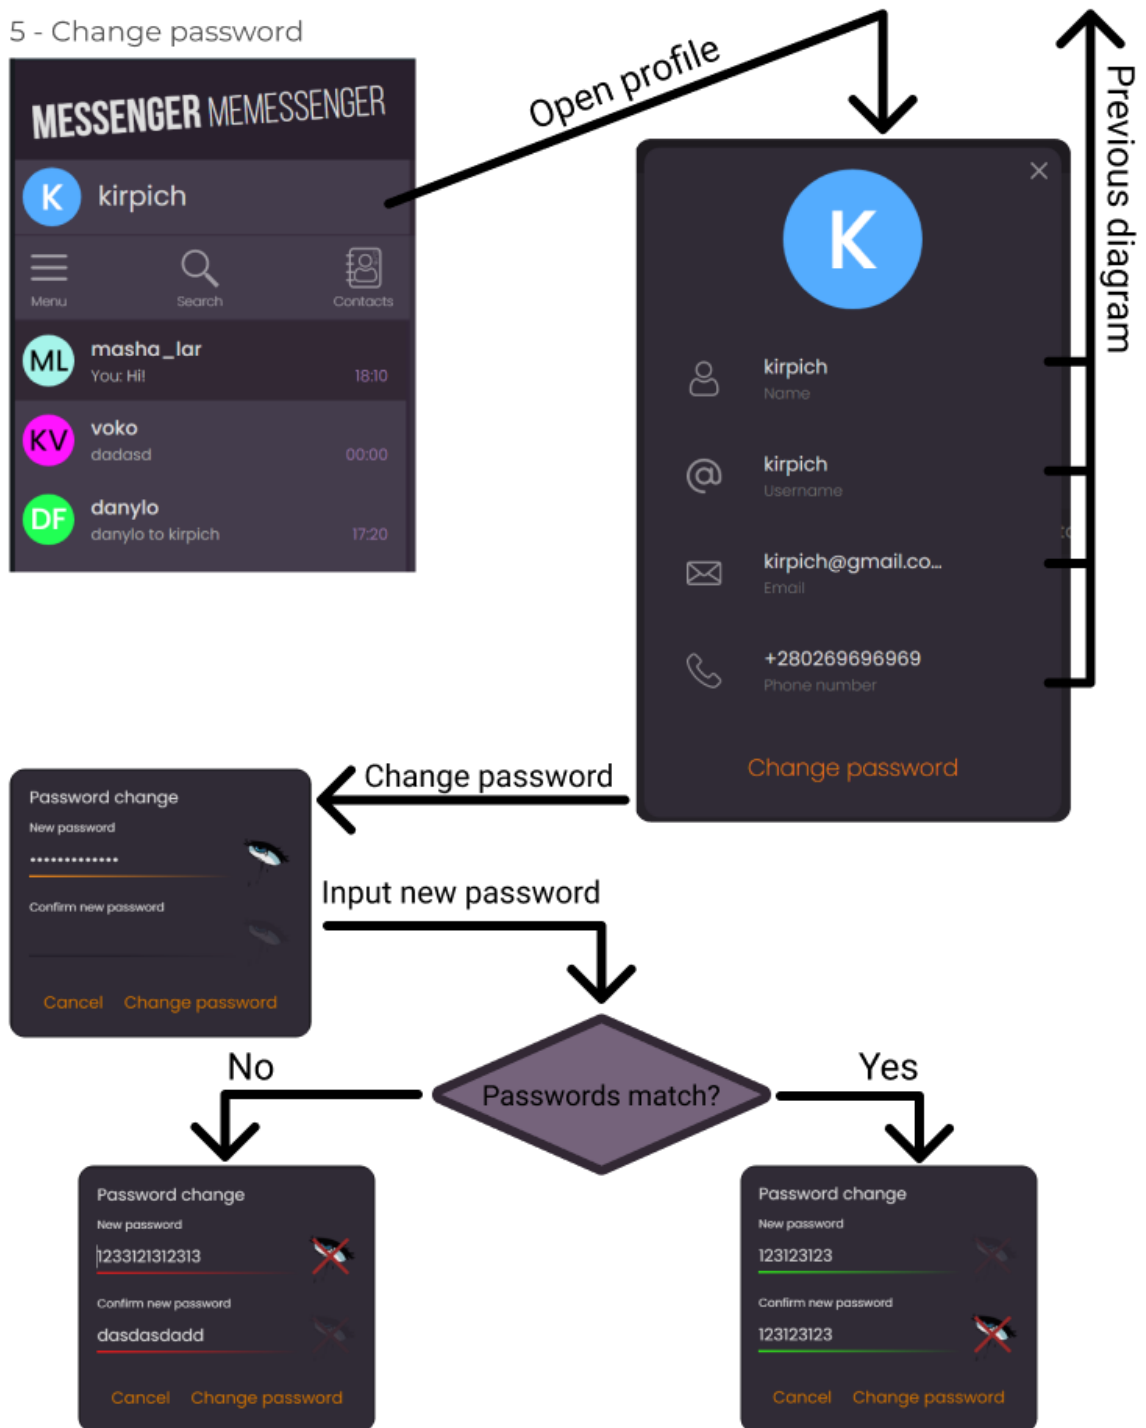 5 - Change password
MESSENGER MEMESSENGER
K
kirpich
Menu
Search
Contacts
ML
masha_lar
You: Hi!
18:10
KV
voko
dadasd
00:00
DF
danylo
danylo to kirpich
17:20
Open profile
Previous diagram
K
kirpich
Name
kirpich
Username
kirpich@gmail.co...
Email
+280269696969
Phone number
Change password
Change password
Password change
New password
•••••••••••••
Confirm new password
Cancel Change password
Input new password
Passwords match?
No
Yes
Password change
New password
1233121312313
Confirm new password
dasdasdadd
Cancel Change password
Password change
New password
123123123
Confirm new password
123123123
Cancel Change password